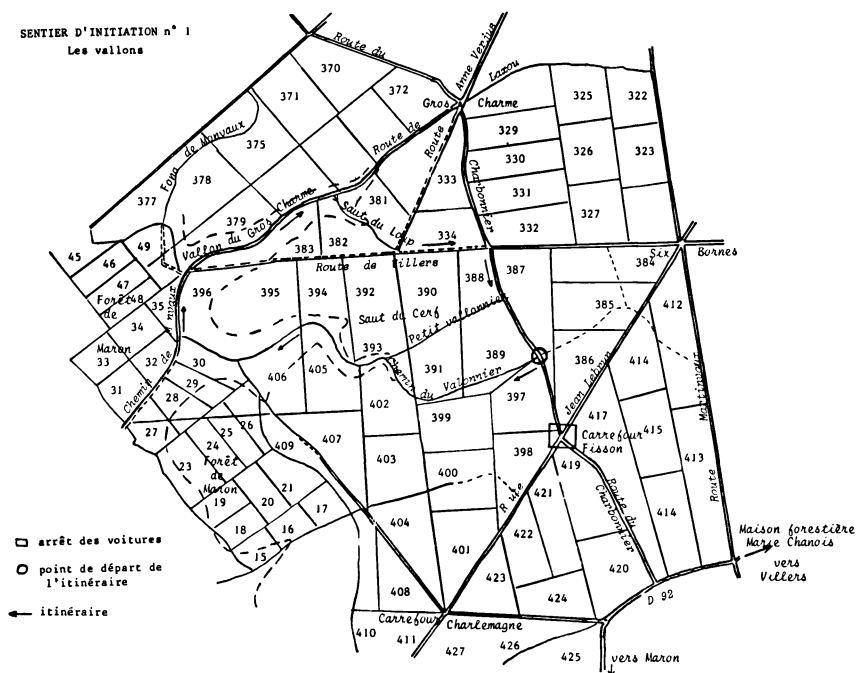 SENTIER D'INITIATION n° 1
Les vallons
Route du
Anne Verjus
Laxou
Gros Charme
370
371
372
375
325
322
329
330
326
323
331
332
327
333
334
Route de
Route
Charbonnier
Fond de Monvaux
377
378
379
381
Charme
Vallon du Gros
Saut du Loup
382
383
45
46
49
47
48
Forêt de
Maron
35
34
33
32
31
30
29
28
27
Chemin de
Route de Villers
Six Bornes
384
396
395
394
392
390
388
387
385
412
Saut du Cerf
Petit vallonnier
393
391
389
386
414
Chemin du Valonnier
Jean Lebrun
Martinvaux
Route
406
405
402
399
397
417
415
413
Carrefour
Fisson
26
25
24
23
409
407
403
400
398
419
Route
421
Route du
Charbonnier
Forêt
de
Maron
19
20
21
18
16
17
15
404
401
422
414
423
420
424
408
D 92
Maison forestière
Marie Chanois
vers
Villers
Carrefour Charlemagne
410
411
427
426
425
vers Maron
arrêt des voitures
point de départ de
l'itinéraire
itinéraire